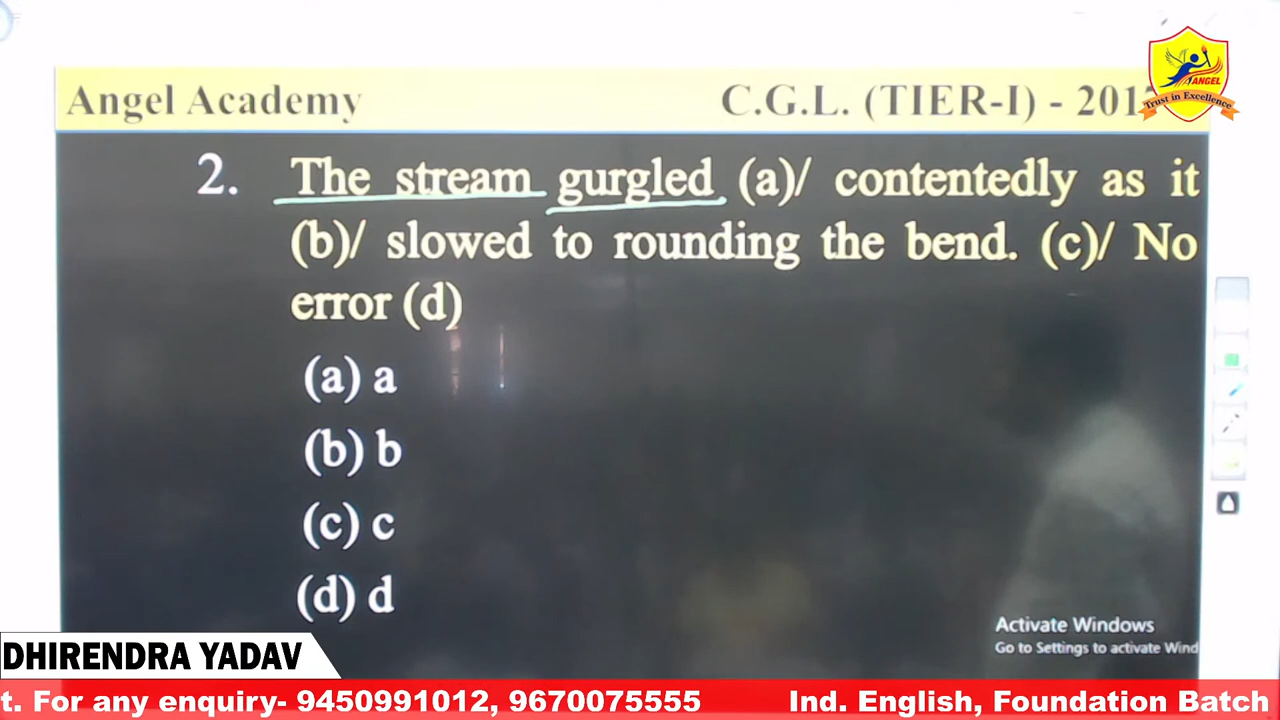 Angel Academy
C.G.L. (TIER-I) - 201
ANGEL
Trust in Excellence
2. The stream gurgled (a)/ contentedly as it
(b)/ slowed to rounding the bend. (c)/ No
error (d)
(a) a
(b) b
(c) c
(d) d
Activate Windows
Go to Settings to activate Wind
DHIRENDRA YADAV
t. For any enquiry- 9450991012, 9670075555 Ind. English, Foundation Batch